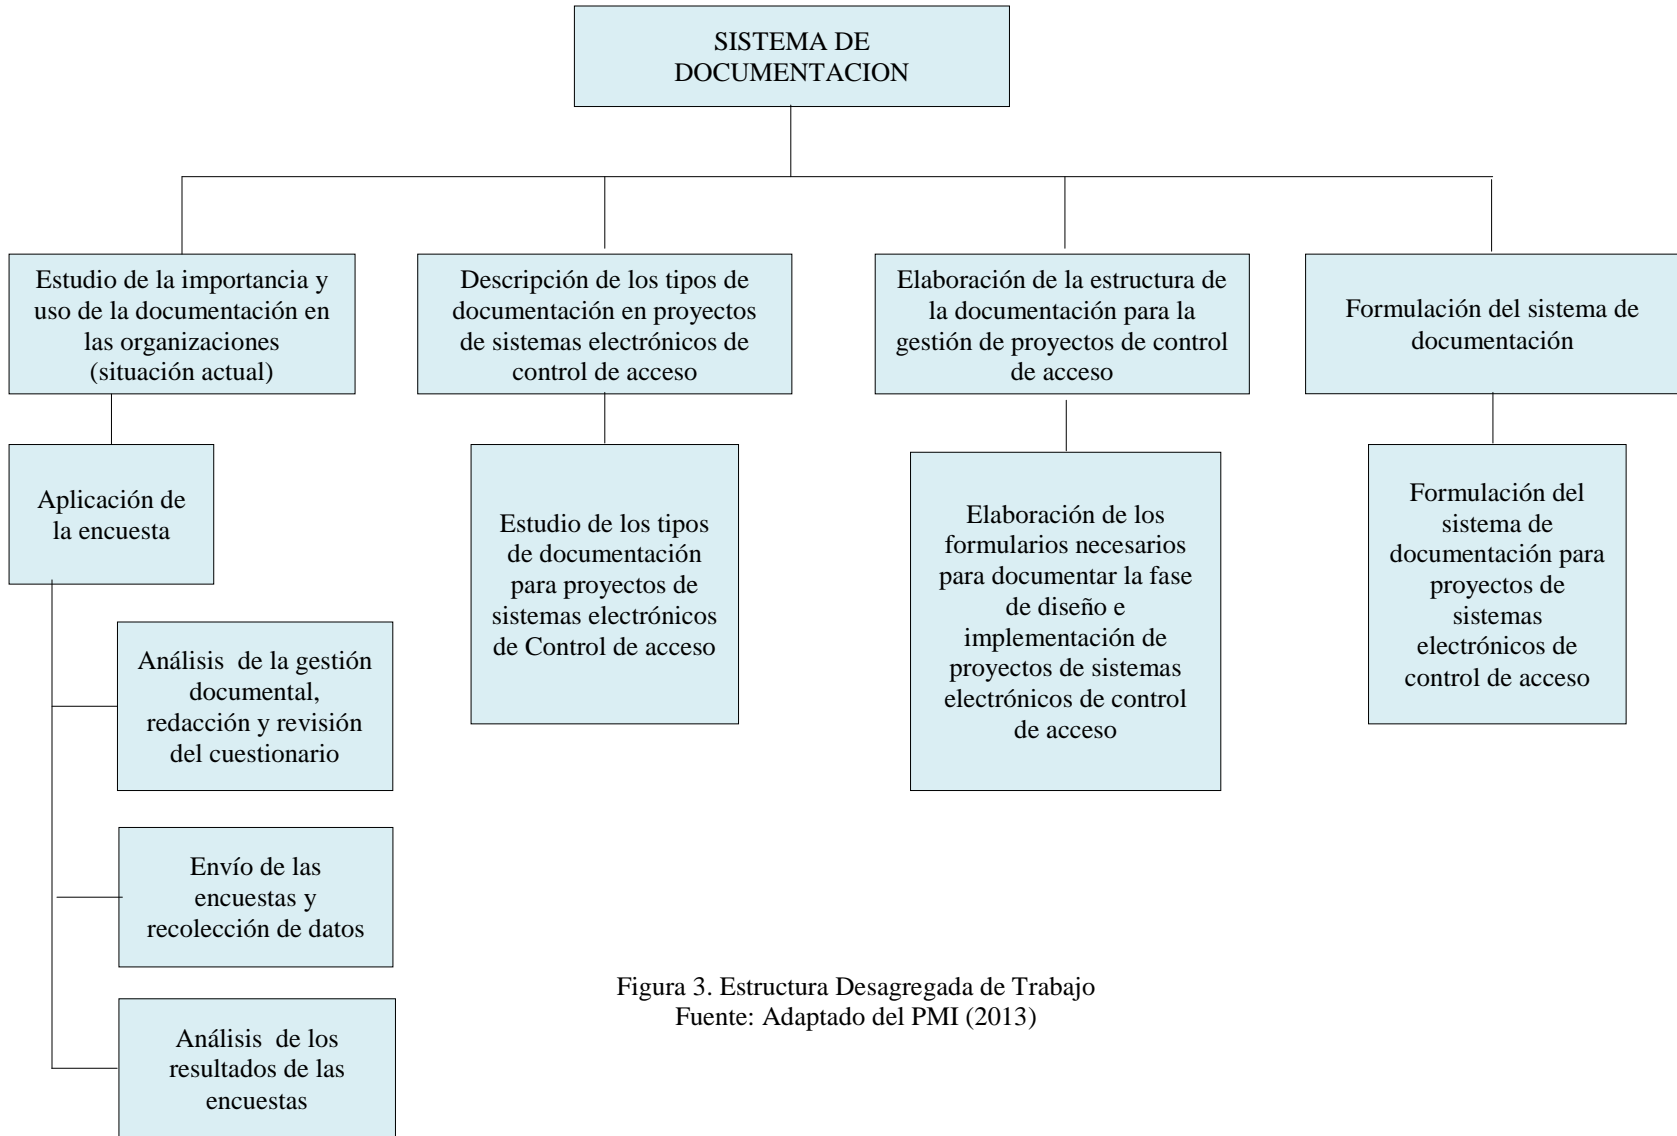 SISTEMA DE
DOCUMENTACION
Estudio de la importancia y
uso de la documentación en
las organizaciones
(situación actual)
Descripción de los tipos de
documentación en proyectos
de sistemas electrónicos de
control de acceso
Elaboración de la estructura de
la documentación para la
gestión de proyectos de control
de acceso
Formulación del sistema de
documentación
Aplicación de
la encuesta
Estudio de los tipos
de documentación
para proyectos de
sistemas electrónicos
de Control de acceso
Elaboración de los
formularios necesarios
para documentar la fase
de diseño e
implementación de
proyectos de sistemas
electrónicos de control
de acceso
Formulación del
sistema de
documentación para
proyectos de
sistemas
electrónicos de
control de acceso
Análisis  de la gestión
documental,
redacción y revisión
del cuestionario
Envío de las
encuestas y
recolección de datos
Análisis  de los
resultados de las
encuestas
Figura 3. Estructura Desagregada de Trabajo
Fuente: Adaptado del PMI (2013)